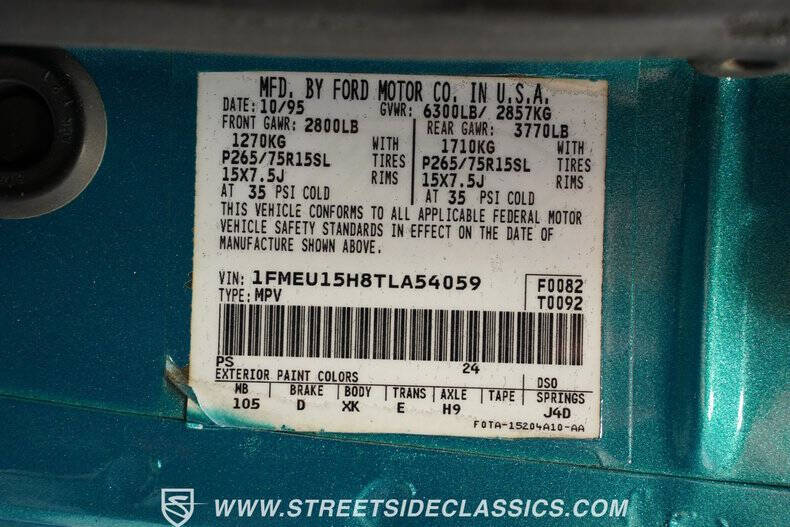 MFD. BY FORD MOTOR CO. IN U.S.A.
DATE: 10/95 GVWR: 6300LB/ 2857KG
FRONT GAWR: 2800LB REAR GAWR: 3770LB
1270KG WITH 1710KG WITH
P265/75R15SL TIRES P265/75R15SL TIRES
15X7.5J RIMS 15X7.5J RIMS
AT 35 PSI COLD AT 35 PSI COLD
THIS VEHICLE CONFORMS TO ALL APPLICABLE FEDERAL MOTOR
VEHICLE SAFETY STANDARDS IN EFFECT ON THE DATE OF
MANUFACTURE SHOWN ABOVE.
VIN: 1FMEU15H8TLA54059 F0082
TYPE: MPV T0092
PS 24
EXTERIOR PAINT COLORS DSO
WB BRAKE BODY TRANS AXLE TAPE SPRINGS
105 D XK E H9 J4D
F0TA-15204A10-AA
WWW.STREETSIDECLASSICS.COM